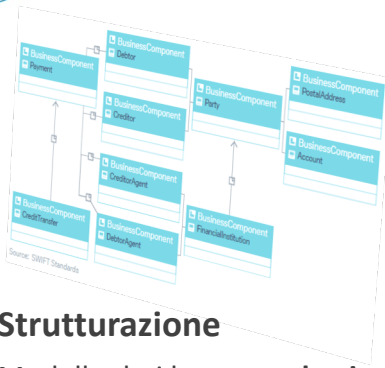 BusinessComponent
Payment
BusinessComponent
Debtor
BusinessComponent
Creditor
BusinessComponent
CreditorAgent
BusinessComponent
DebtorAgent
BusinessComponent
CreditTransfer
BusinessComponent
Party
BusinessComponent
FinancialInstitution
BusinessComponent
PostalAddress
BusinessComponent
Account
Source: SWIFT Standards
Strutturazione